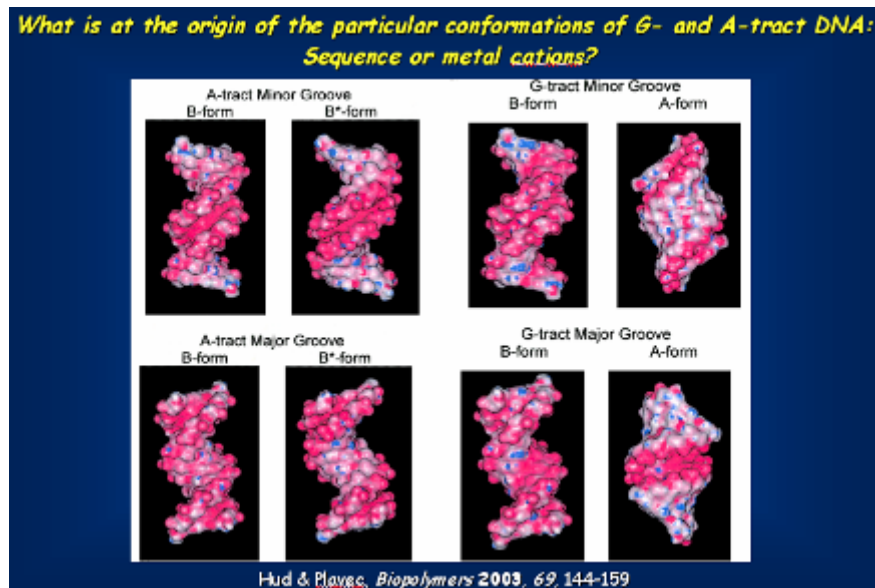 What is at the origin of the particular conformations of G- and A-tract DNA:
Sequence or metal cations?
A-tract Minor Groove
B-form B*-form
G-tract Minor Groove
B-form A-form
A-tract Major Groove
B-form B*-form
G-tract Major Groove
B-form A-form
Hud & Plavec, Biopolymers 2003, 69, 144-159